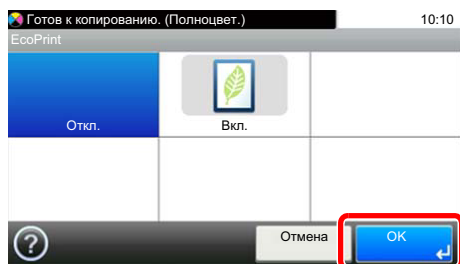 Готов к копированию. (Полноцвет.) 10:10
EcoPrint
Откл. Вкл.
? Отмена OK